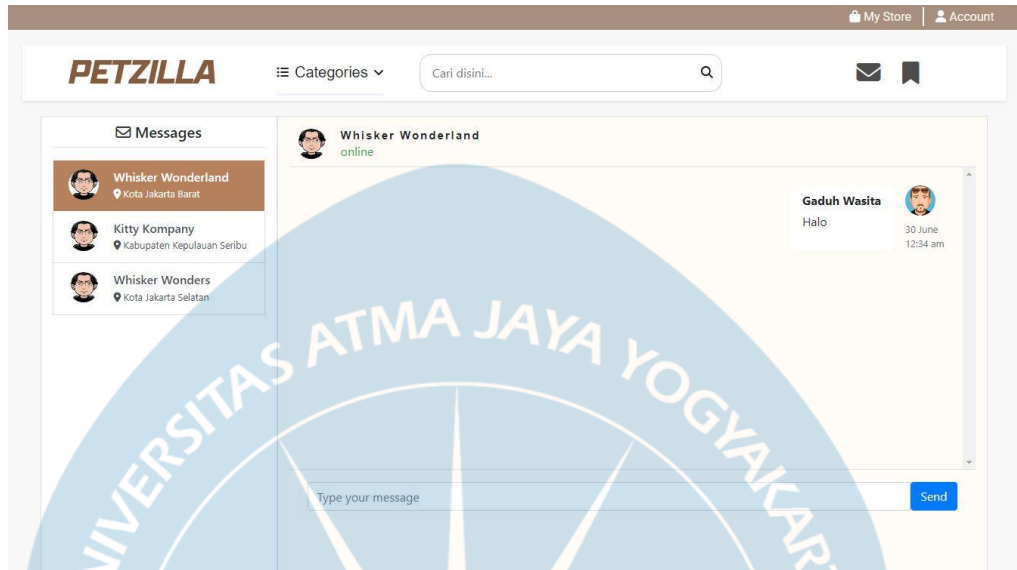 My Store
Account
PETZILLA
Categories
Cari disini...
Messages
Whisker Wonderland
Kota Jakarta Barat
Kitty Kompany
Kabupaten Kepulauan Seribu
Whisker Wonders
Kota Jakarta Selatan
Whisker Wonderland
online
Gaduh Wasita
Halo
30 June
12:34 am
Type your message
Send
ATMA JAYA